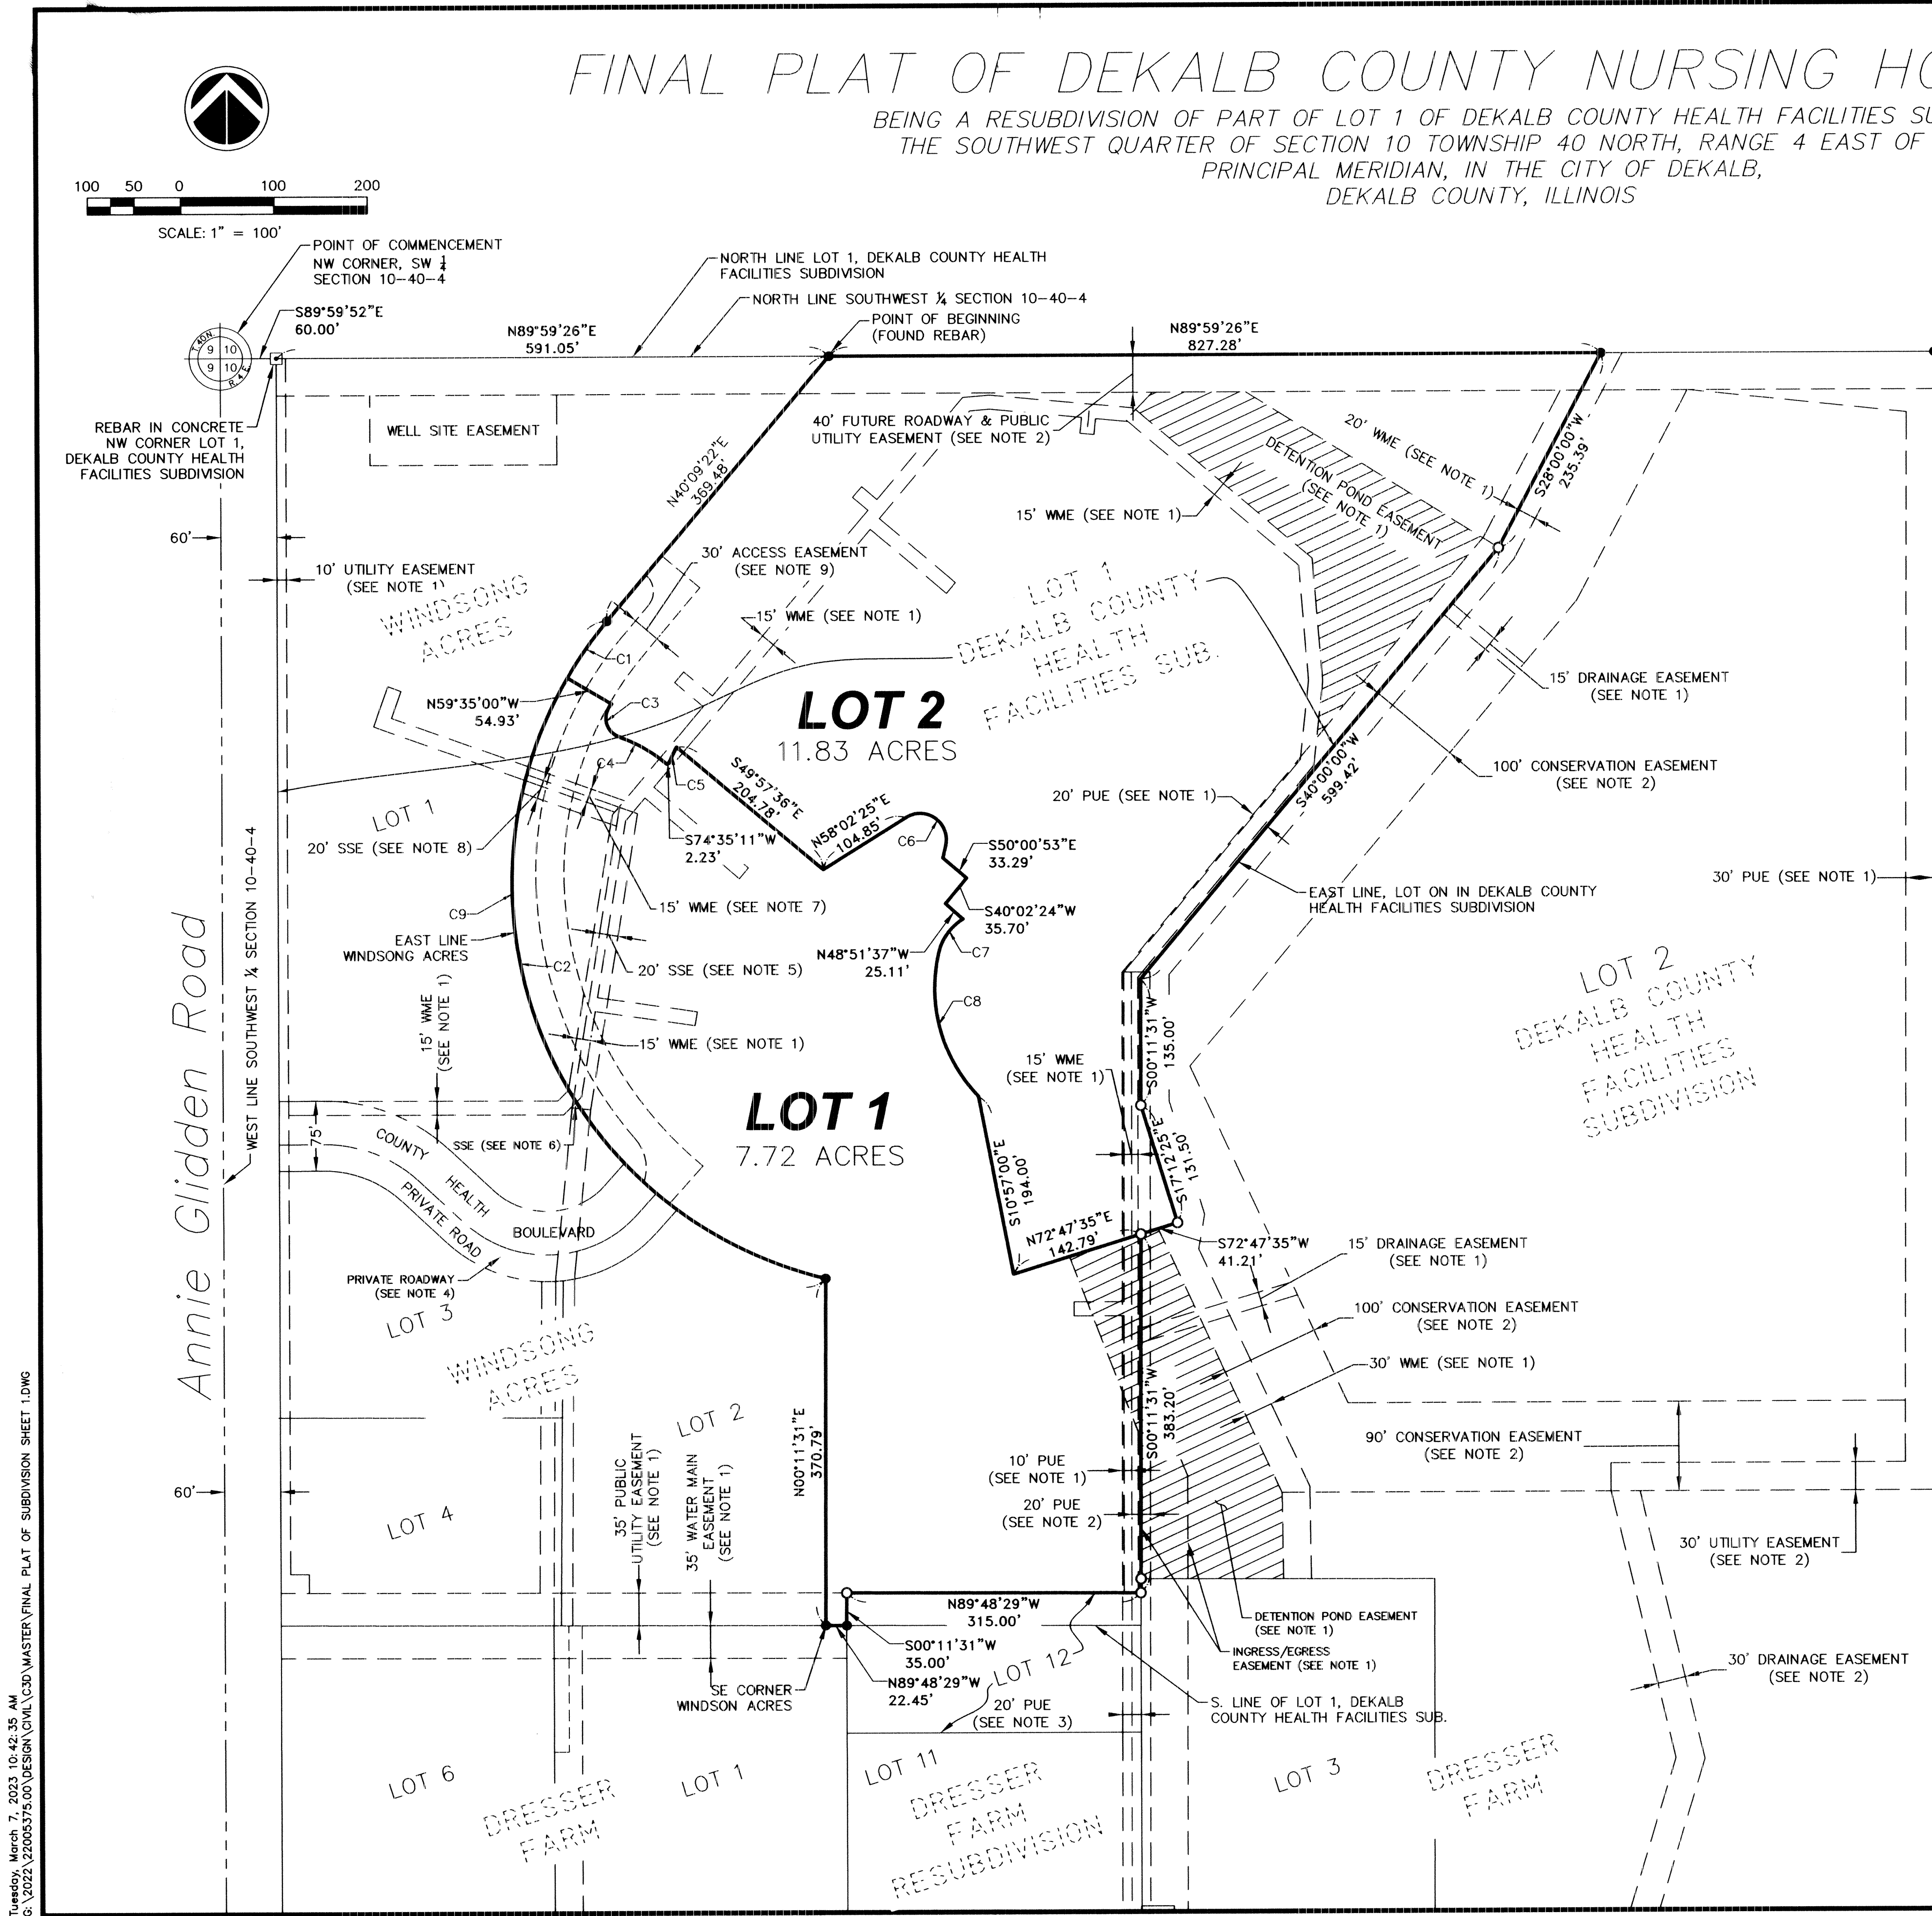 FINAL PLAT OF DEKALB COUNTY NURSING HO
BEING A RESUBDIVISION OF PART OF LOT 1 OF DEKALB COUNTY HEALTH FACILITIES SU
THE SOUTHWEST QUARTER OF SECTION 10 TOWNSHIP 40 NORTH, RANGE 4 EAST OF
PRINCIPAL MERIDIAN, IN THE CITY OF DEKALB,
DEKALB COUNTY, ILLINOIS
100 50 0 100 200
SCALE: 1" = 100'
POINT OF COMMENCEMENT
NW CORNER, SW 1/4
SECTION 10-40-4
S89°59'52"E
60.00'
T. 40 N.
9 10
9 10
R. 4 E.
N89°59'26"E
591.05'
NORTH LINE LOT 1, DEKALB COUNTY HEALTH
FACILITIES SUBDIVISION
NORTH LINE SOUTHWEST ¼ SECTION 10-40-4
POINT OF BEGINNING
(FOUND REBAR)
N89°59'26"E
827.28'
REBAR IN CONCRETE
NW CORNER LOT 1,
DEKALB COUNTY HEALTH
FACILITIES SUBDIVISION
WELL SITE EASEMENT
N40°09'22"E
369.48'
40' FUTURE ROADWAY & PUBLIC
UTILITY EASEMENT (SEE NOTE 2)
20' WME (SEE NOTE 1)
DETENTION POND EASEMENT
(SEE NOTE 1)
S28°00'00"W
235.39'
15' WME (SEE NOTE 1)
60'
10' UTILITY EASEMENT
(SEE NOTE 1)
30' ACCESS EASEMENT
(SEE NOTE 9)
WINDSONG
ACRES
15' WME (SEE NOTE 1)
LOT 1
DEKALB COUNTY
HEALTH
FACILITIES SUB.
C1
N59°35'00"W
54.93'
C3
15' DRAINAGE EASEMENT
(SEE NOTE 1)
LOT 2
11.83 ACRES
C4
C5
S49°57'36"E
204.78'
100' CONSERVATION EASEMENT
(SEE NOTE 2)
S40°00'00"W
599.42'
20' PUE (SEE NOTE 1)
LOT 1
20' SSE (SEE NOTE 8)
S74°35'11"W
2.23'
N58°02'25"E
104.85'
C6
S50°00'53"E
33.29'
EAST LINE, LOT ON IN DEKALB COUNTY
HEALTH FACILITIES SUBDIVISION
30' PUE (SEE NOTE 1)
15' WME (SEE NOTE 7)
S40°02'24"W
35.70'
C9
EAST LINE
WINDSONG ACRES
N48°51'37"W
25.11'
C7
C2
20' SSE (SEE NOTE 5)
C8
Annie Glidden Road
WEST LINE SOUTHWEST ¼ SECTION 10-40-4
15' WME
(SEE NOTE 1)
15' WME (SEE NOTE 1)
15' WME
(SEE NOTE 1)
S00°11'31"W
135.00'
LOT 2
DEKALB COUNTY
HEALTH
FACILITIES
SUBDIVISION
LOT 1
7.72 ACRES
75'
COUNTY
HEALTH
BOULEVARD
PRIVATE ROAD
SSE (SEE NOTE 6)
S17°12'25"E
131.50'
S10°57'00"E
194.00'
N72°47'35"E
142.79'
S72°47'35"W
41.21'
15' DRAINAGE EASEMENT
(SEE NOTE 1)
PRIVATE ROADWAY
(SEE NOTE 4)
LOT 3
100' CONSERVATION EASEMENT
(SEE NOTE 2)
WINDSONG
ACRES
30' WME (SEE NOTE 1)
LOT 2
N00°11'31"E
370.79'
S00°11'31"W
383.20'
90' CONSERVATION EASEMENT
(SEE NOTE 2)
10' PUE
(SEE NOTE 1)
20' PUE
(SEE NOTE 2)
60'
LOT 4
35' PUBLIC
UTILITY EASEMENT
(SEE NOTE 1)
35' WATER MAIN
EASEMENT
(SEE NOTE 1)
30' UTILITY EASEMENT
(SEE NOTE 2)
N89°48'29"W
315.00'
DETENTION POND EASEMENT
(SEE NOTE 1)
S00°11'31"W
35.00'
INGRESS/EGRESS
EASEMENT (SEE NOTE 1)
LOT 12
30' DRAINAGE EASEMENT
(SEE NOTE 2)
SE CORNER
WINDSON ACRES
N89°48'29"W
22.45'
20' PUE
(SEE NOTE 3)
S. LINE OF LOT 1, DEKALB
COUNTY HEALTH FACILITIES SUB.
LOT 6
DRESSER
FARM
LOT 1
LOT 11
DRESSER
FARM
RESUBDIVISION
LOT 3
DRESSER
FARM
Tuesday, March 7, 2023 10:42:35 AM
G:\2022\22005375.00\DESIGN\CIVIL\C3D\MASTER\FINAL PLAT OF SUBDIVISION SHEET 1.DWG